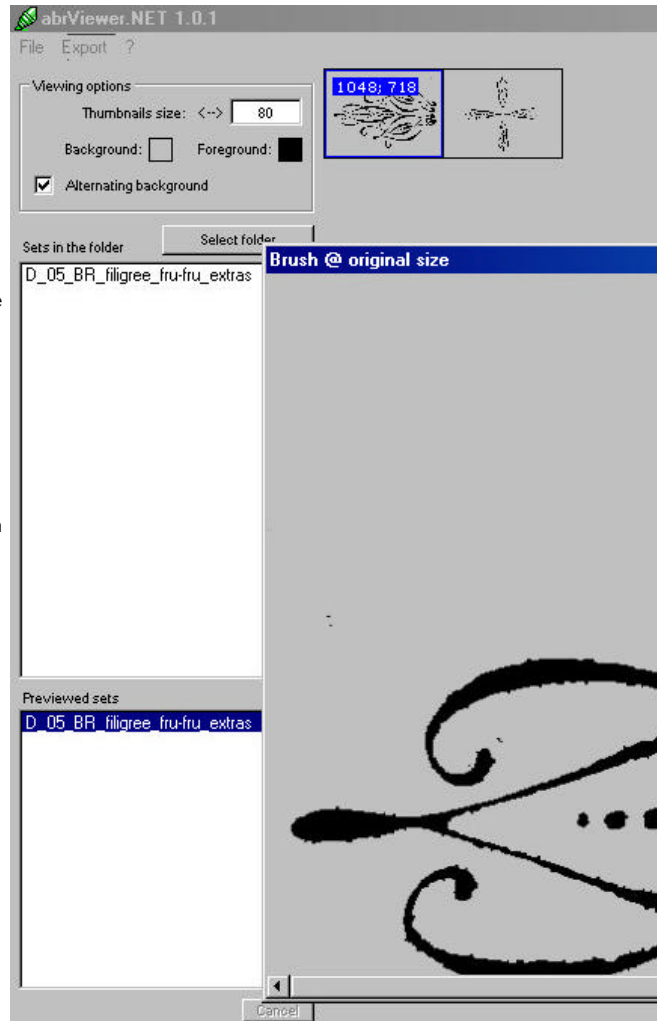 abrViewer.NET 1.0.1
File Export ?
Viewing options
Thumbnails size: <--> 80
Background: Foreground:
Alternating background
1048; 718
Sets in the folder
Select folder
D_05_BR_filigree_fru-fru_extras
Brush @ original size
Previewed sets
D_05_BR_filigree_fru-fru_extras
Cancel